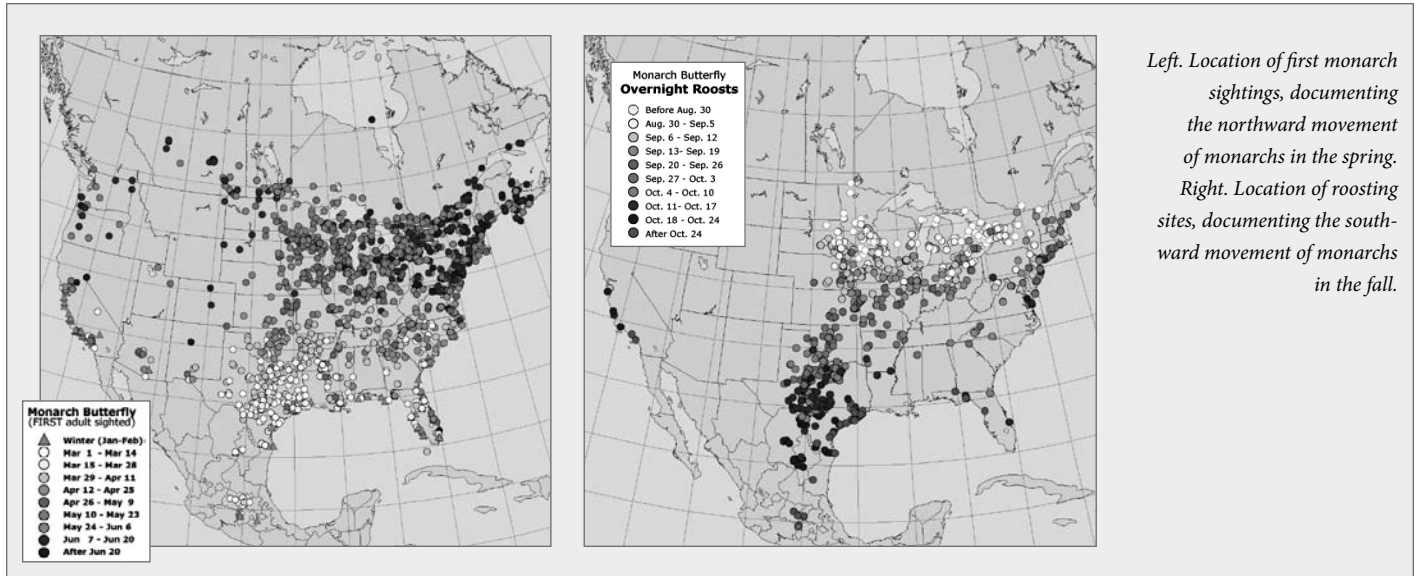 Monarch Butterfly
(FIRST adult sighted)
Winter (Jan-Feb)
Mar 1 - Mar 14
Mar 15 - Mar 28
Mar 29 - Apr 11
Apr 12 - Apr 25
Apr 26 - May 9
May 10 - May 23
May 24 - Jun 6
Jun 7 - Jun 20
After Jun 20
Monarch Butterfly
Overnight Roosts
Before Aug. 30
Aug. 30 - Sep.5
Sep. 6 - Sep. 12
Sep. 13- Sep. 19
Sep. 20 - Sep. 26
Sep. 27 - Oct. 3
Oct. 4 - Oct. 10
Oct. 11- Oct. 17
Oct. 18 - Oct. 24
After Oct. 24
Left. Location of first monarch
sightings, documenting
the northward movement
of monarchs in the spring.
Right. Location of roosting
sites, documenting the south-
ward movement of monarchs
in the fall.